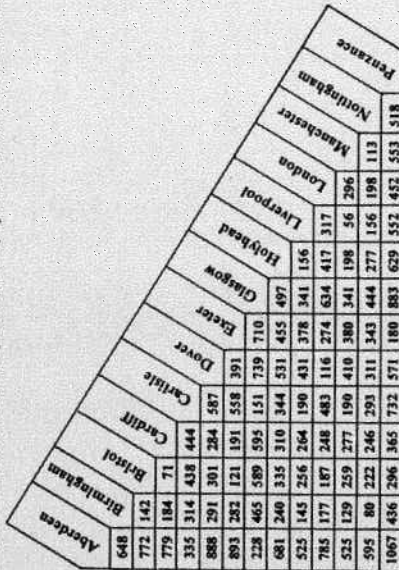 Aberdeen
648 Birmingham
772 142 Bristol
779 184 71 Cardiff
335 314 438 444 Carlisle
888 291 301 284 587 Dover
893 282 121 191 558 391 Exeter
228 465 589 595 151 739 710 Glasgow
681 240 335 310 344 531 455 497 Holyhead
525 145 256 264 190 431 378 341 156 Liverpool
785 177 187 248 483 116 274 634 417 317 London
525 129 259 277 190 410 380 341 198 56 296 Manchester
595 80 222 246 293 311 343 444 277 156 198 113 Nottingham
1067 456 296 365 732 571 180 883 629 552 452 553 518 Penzance